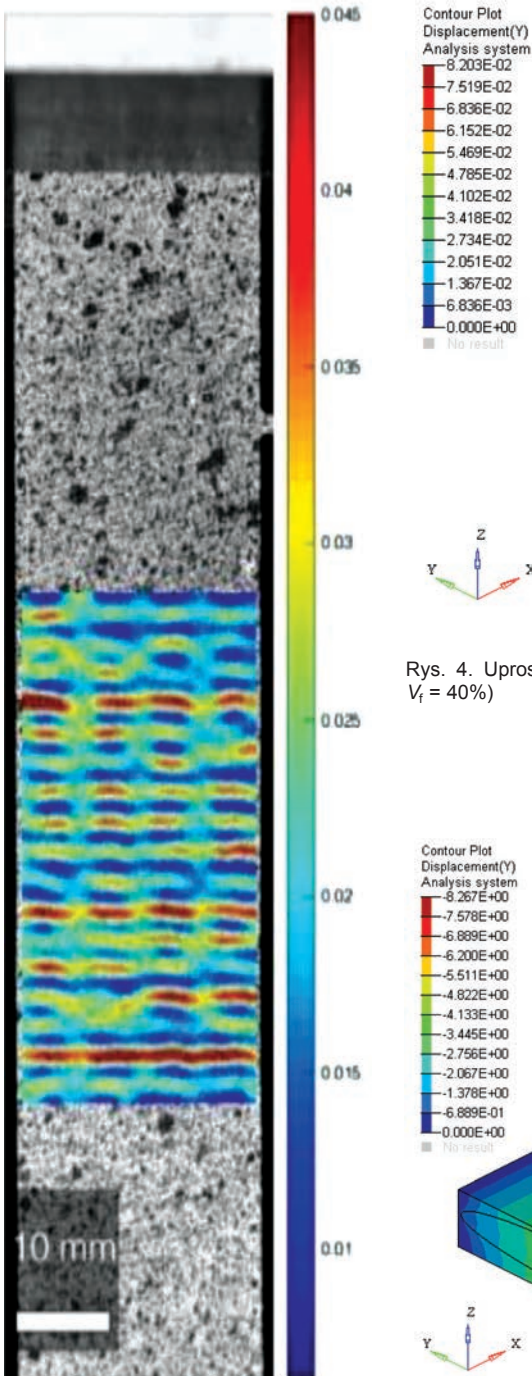 0.045
0.04
0.035
0.03
0.025
0.02
0.015
0.01
10 mm
Contour Plot
Displacement(Y)
Analysis system
8.203E-02
7.519E-02
6.836E-02
6.152E-02
5.469E-02
4.785E-02
4.102E-02
3.418E-02
2.734E-02
2.051E-02
1.367E-02
6.836E-03
0.000E+00
No result
Z
Y
X
Rys. 4. Upros
Vf = 40%)
Contour Plot
Displacement(Y)
Analysis system
8.267E+00
7.578E+00
6.889E+00
6.200E+00
5.511E+00
4.822E+00
4.133E+00
3.445E+00
2.756E+00
2.067E+00
1.378E+00
6.889E-01
0.000E+00
No result
Z
Y
X